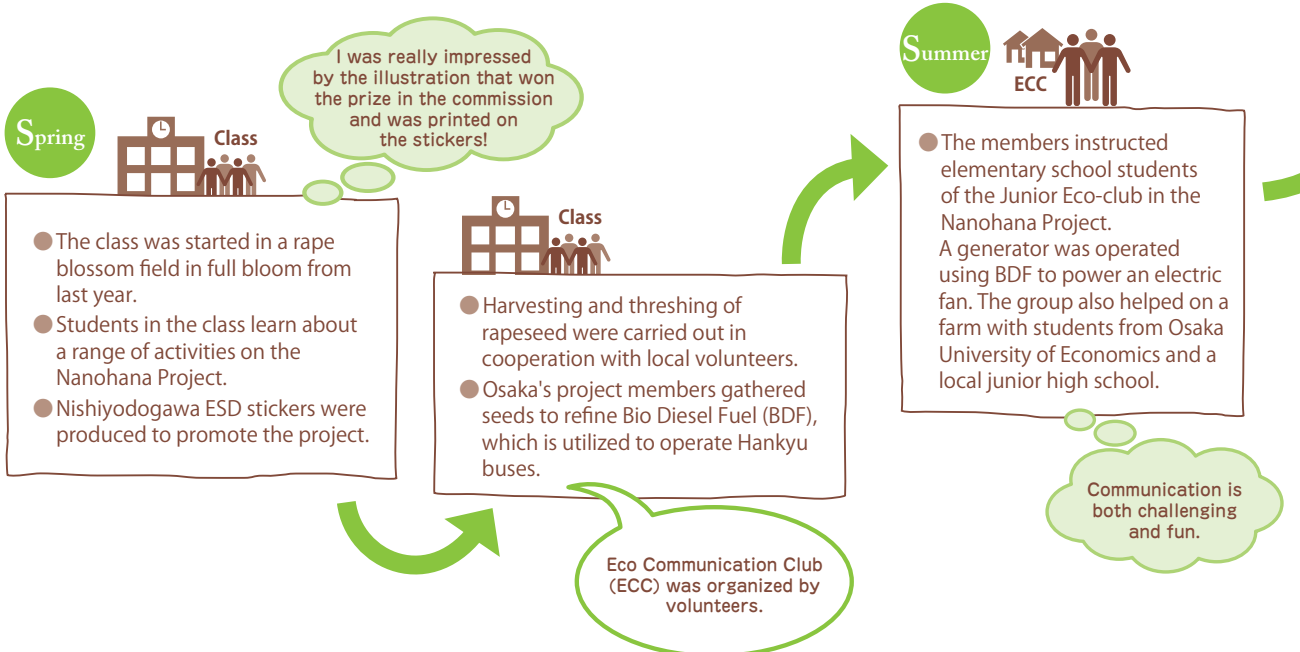 Spring
Class
I was really impressed
by the illustration that won
the prize in the commission
and was printed on
the stickers!
● The class was started in a rape
blossom field in full bloom from
last year.
● Students in the class learn about
a range of activities on the
Nanohana Project.
● Nishiyodogawa ESD stickers were
produced to promote the project.
Class
● Harvesting and threshing of
rapeseed were carried out in
cooperation with local volunteers.
● Osaka's project members gathered
seeds to refine Bio Diesel Fuel (BDF),
which is utilized to operate Hankyu
buses.
Eco Communication Club
(ECC) was organized by
volunteers.
Summer
ECC
● The members instructed
elementary school students
of the Junior Eco-club in the
Nanohana Project.
A generator was operated
using BDF to power an electric
fan. The group also helped on a
farm with students from Osaka
University of Economics and a
local junior high school.
Communication is
both challenging
and fun.